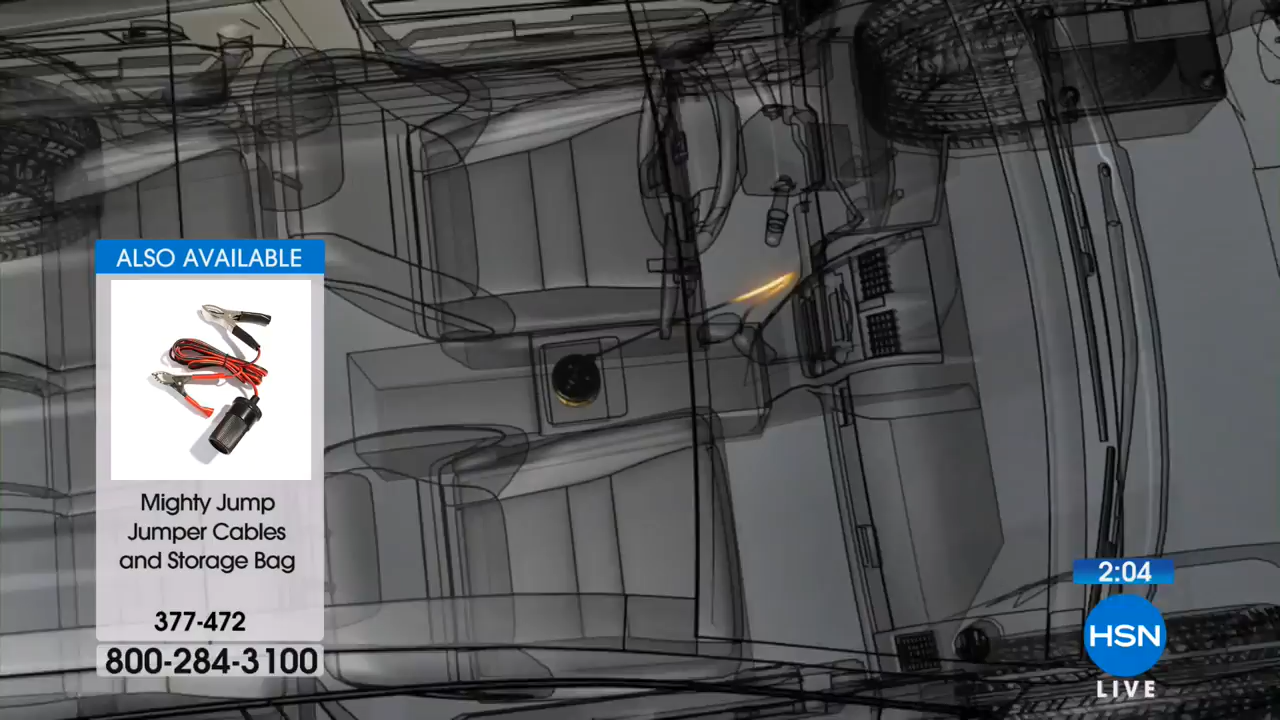 ALSO AVAILABLE
Mighty Jump
Jumper Cables
and Storage Bag
377-472
800-284-3100
2:04
HSN
LIVE